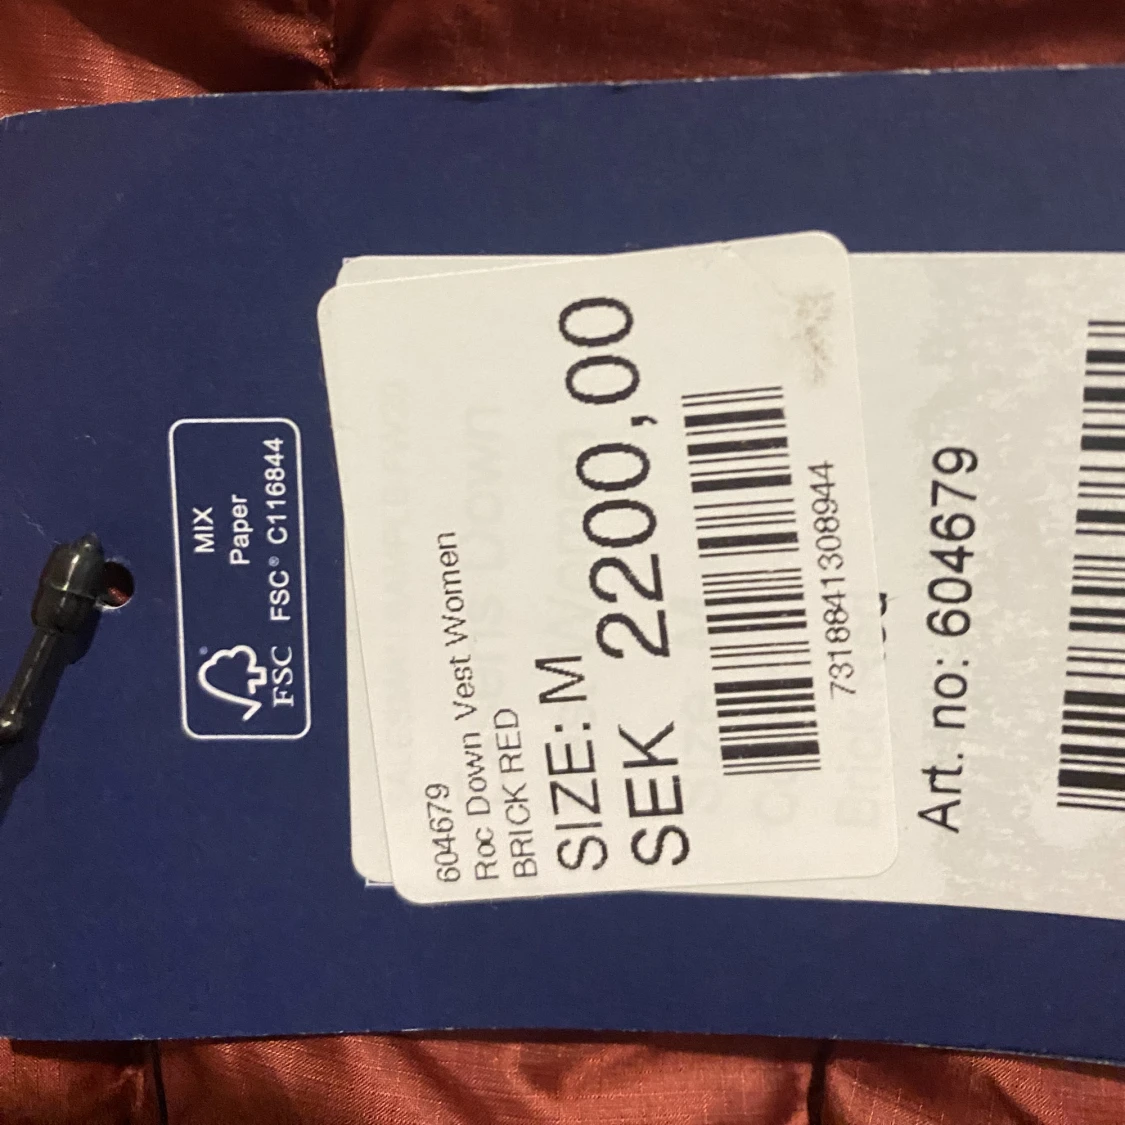 MIX
Paper
FSC® C116844
FSC®
604679
Roc Down Vest Women
BRICK RED
SIZE: M
SEK 2200,00
7318841308944
Art. no: 604679